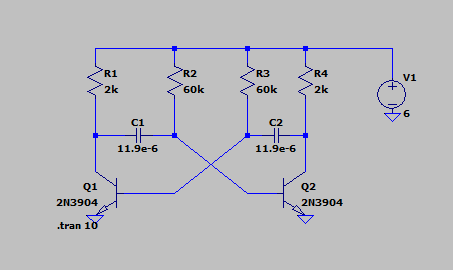 R1
2k
R2
60k
R3
60k
R4
2k
V1
6
C1
11.9e-6
C2
11.9e-6
Q1
2N3904
Q2
2N3904
.tran 10